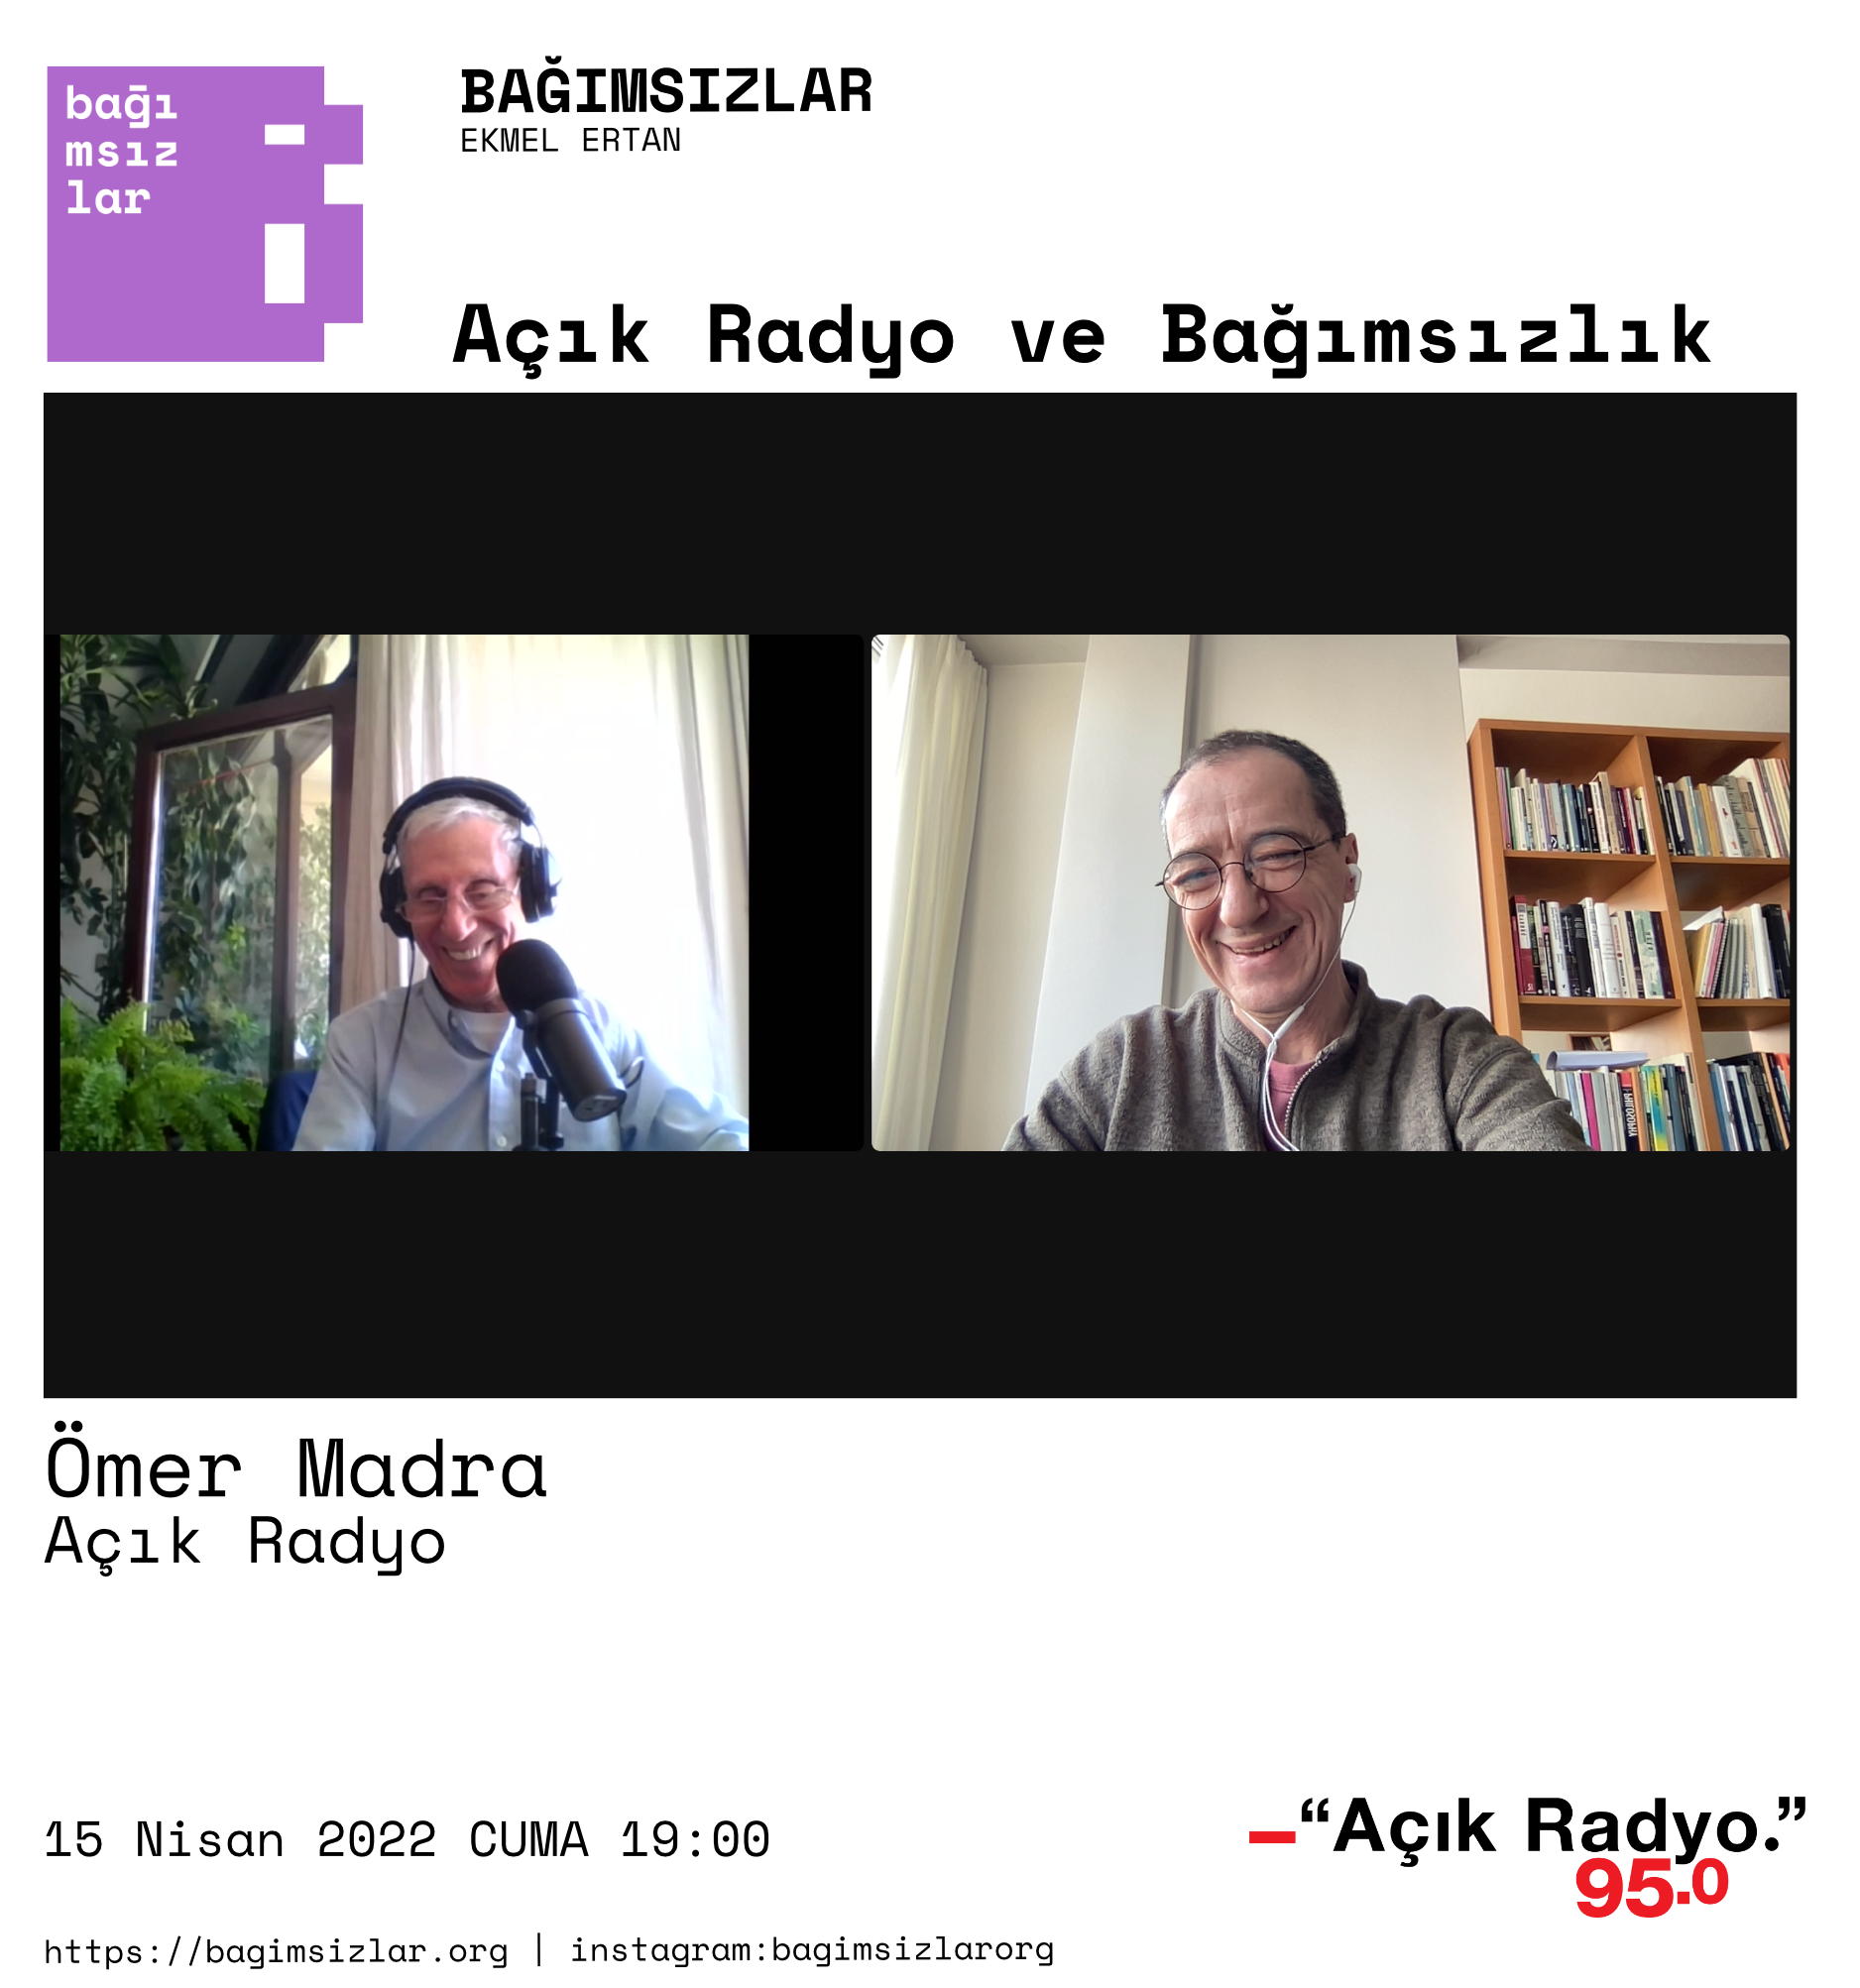 bağı
msız
lar
BAĞIMSIZLAR
EKMEL ERTAN
Açık Radyo ve Bağımsızlık
PHILOSOPHY
Ömer Madra
Açık Radyo
15 Nisan 2022 CUMA 19:00
—“Açık Radyo.”
95.0
https://bagimsizlar.org | instagram:bagimsizlarorg